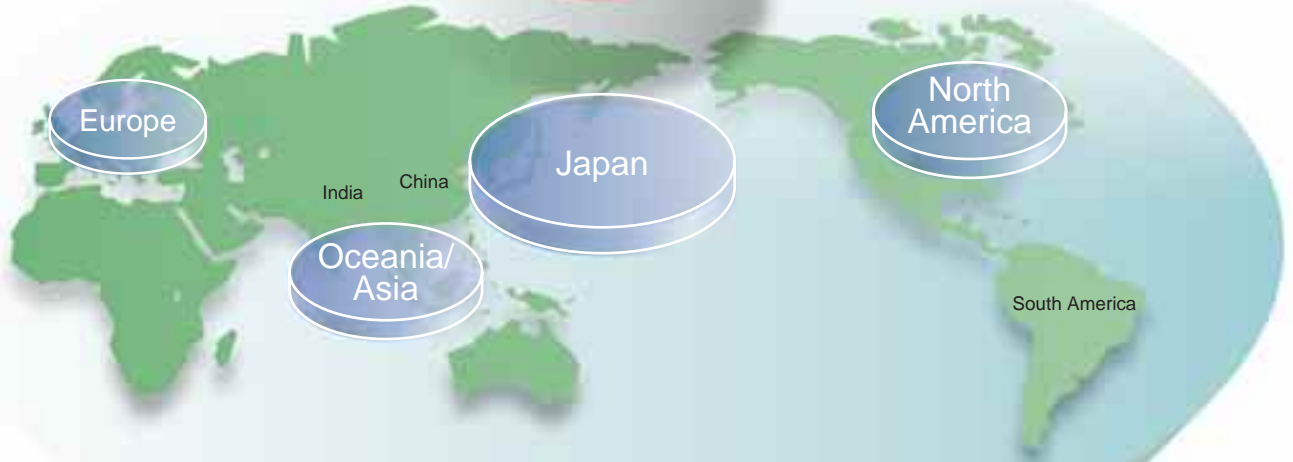 North
America
Europe
Japan
China
India
Oceania/
Asia
South America